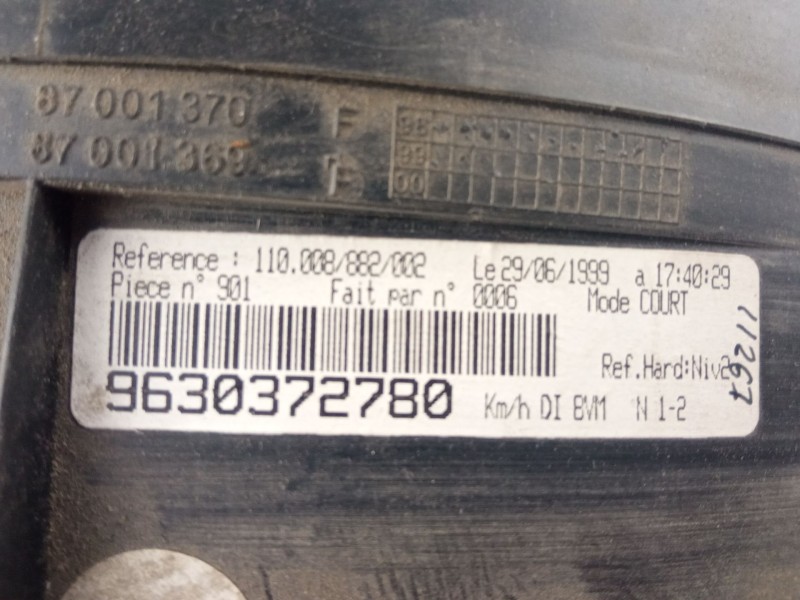 87 001 370 F
87 001 369 F
98
99
00
Reference : 110.008/882/002 Le 29/06/1999 a 17:40:29
Piece n° 901 Fait par n° 0006 Mode COURT
Ref.Hard:Niv2
9630372780 Km/h DI BVM N 1-2
11267